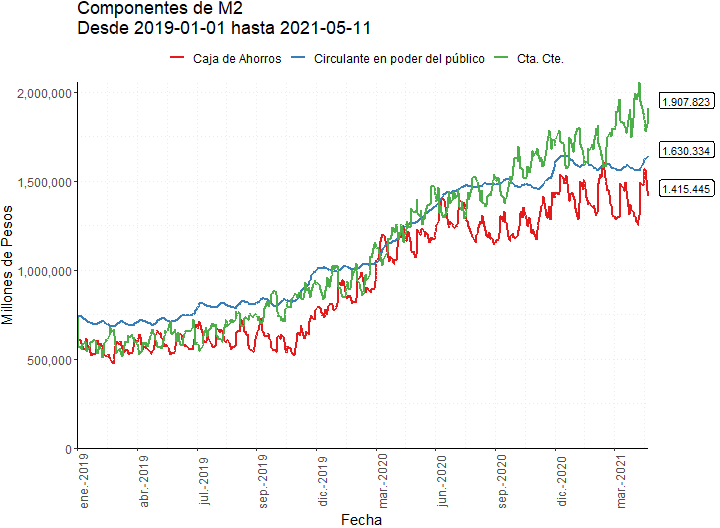 Componentes de M2
Desde 2019-01-01 hasta 2021-05-11
Caja de Ahorros
Circulante en poder del público
Cta. Cte.
Millones de Pesos
2,000,000
1,500,000
1,000,000
500,000
0
1.907.823
1.630.334
1.415.445
ene.-2019
abr.-2019
jul.-2019
sep.-2019
dic.-2019
mar.-2020
jun.-2020
sep.-2020
dic.-2020
mar.-2021
Fecha